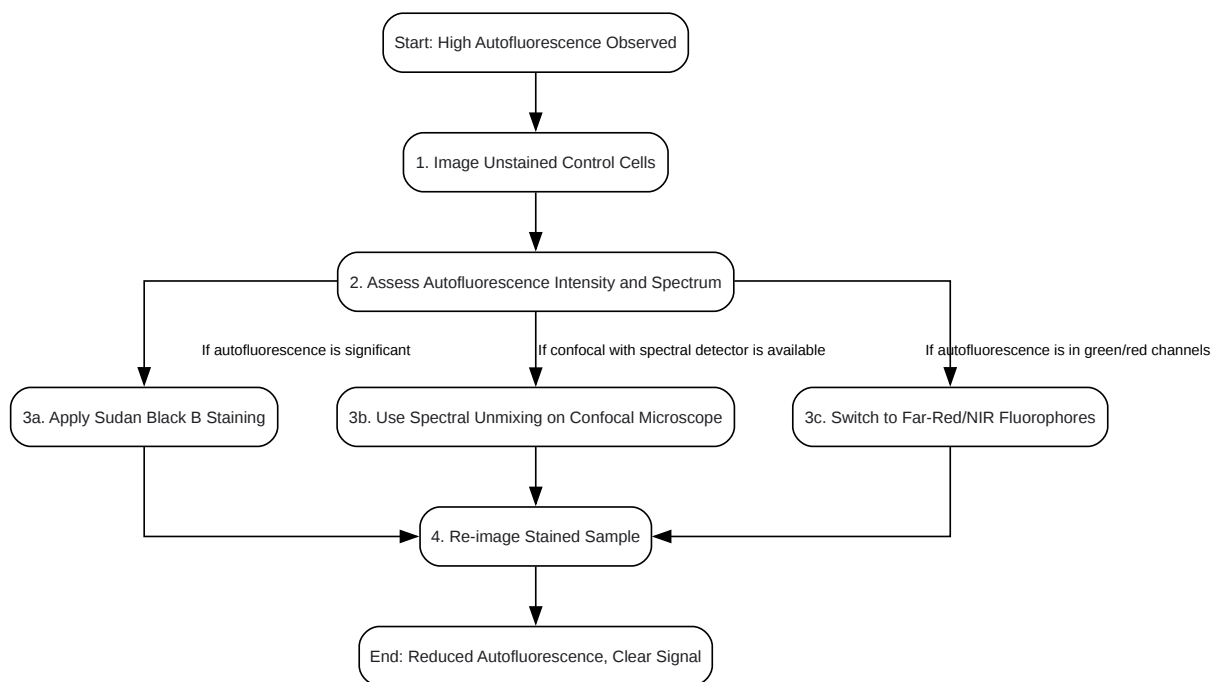 Start: High Autofluorescence Observed
1. Image Unstained Control Cells
2. Assess Autofluorescence Intensity and Spectrum
If autofluorescence is significant
If confocal with spectral detector is available
If autofluorescence is in green/red channels
3a. Apply Sudan Black B Staining
3b. Use Spectral Unmixing on Confocal Microscope
3c. Switch to Far-Red/NIR Fluorophores
4. Re-image Stained Sample
End: Reduced Autofluorescence, Clear Signal